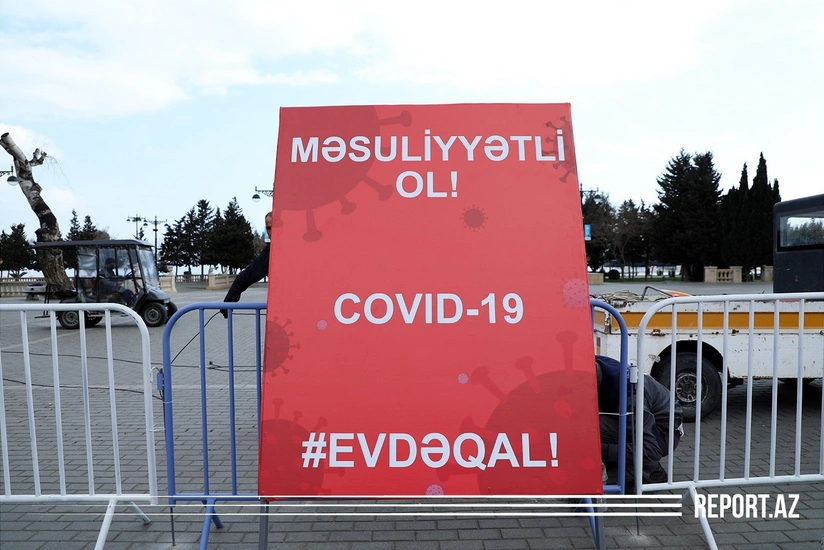 MƏSULİYYƏTLİ
OL!
COVID-19
#EVDƏQAL!
REPORT.AZ